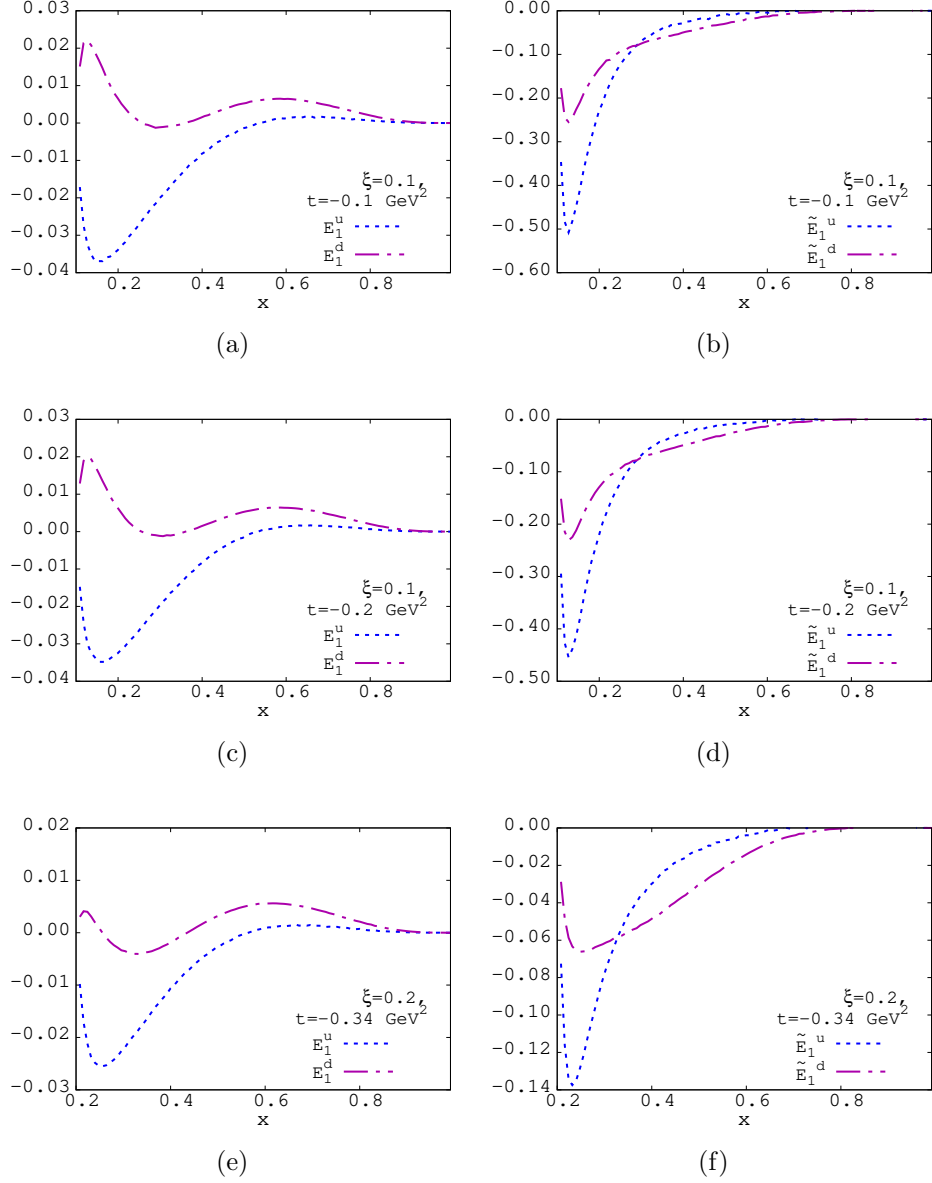 0.03
0.02
0.01
0.00
−0.01
−0.02
−0.03
−0.04
0.2 0.4 0.6 0.8
x
ξ=0.1,
t=−0.1 GeV²
E₁ᵘ
E₁ᵈ
(a)
0.00
−0.10
−0.20
−0.30
−0.40
−0.50
−0.60
0.2 0.4 0.6 0.8
x
ξ=0.1,
t=−0.1 GeV²
Ẽ₁ᵘ
Ẽ₁ᵈ
(b)
0.03
0.02
0.01
0.00
−0.01
−0.02
−0.03
−0.04
0.2 0.4 0.6 0.8
x
ξ=0.1,
t=−0.2 GeV²
E₁ᵘ
E₁ᵈ
(c)
0.00
−0.10
−0.20
−0.30
−0.40
−0.50
0.2 0.4 0.6 0.8
x
ξ=0.1,
t=−0.2 GeV²
Ẽ₁ᵘ
Ẽ₁ᵈ
(d)
0.02
0.01
0.00
−0.01
−0.02
−0.03
0.2 0.4 0.6 0.8
x
ξ=0.2,
t=−0.34 GeV²
E₁ᵘ
E₁ᵈ
(e)
0.00
−0.02
−0.04
−0.06
−0.08
−0.10
−0.12
−0.14
0.2 0.4 0.6 0.8
x
ξ=0.2,
t=−0.34 GeV²
Ẽ₁ᵘ
Ẽ₁ᵈ
(f)